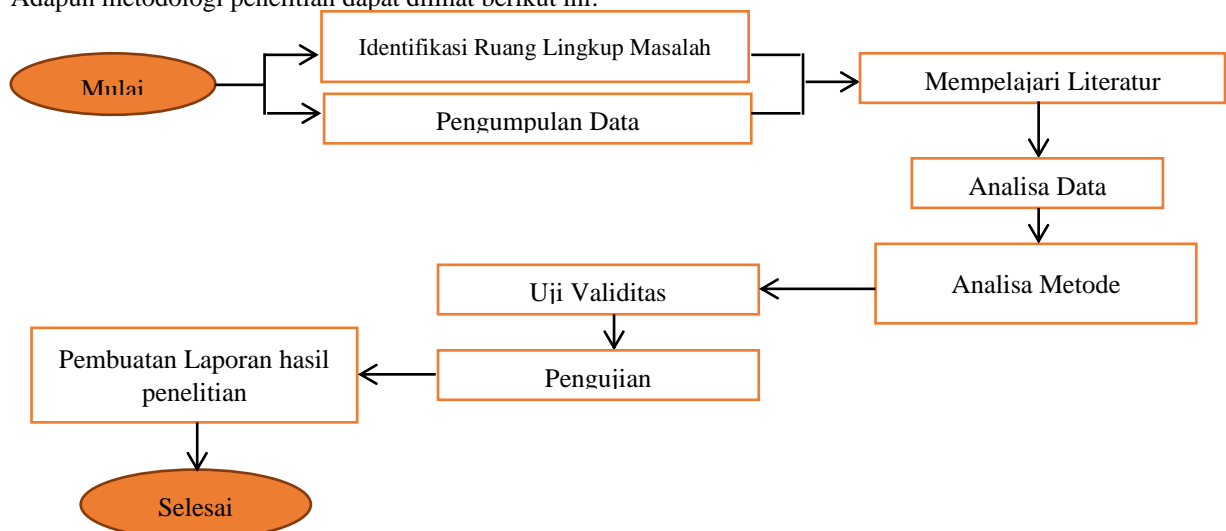 Adapun metodologi penelitian dapat dilihat berikut ini:
Identifikasi Ruang Lingkup Masalah
Mulai
Pengumpulan Data
Mempelajari Literatur
Analisa Data
Analisa Metode
Uji Validitas
Pengujian
Pembuatan Laporan hasil
penelitian
Selesai